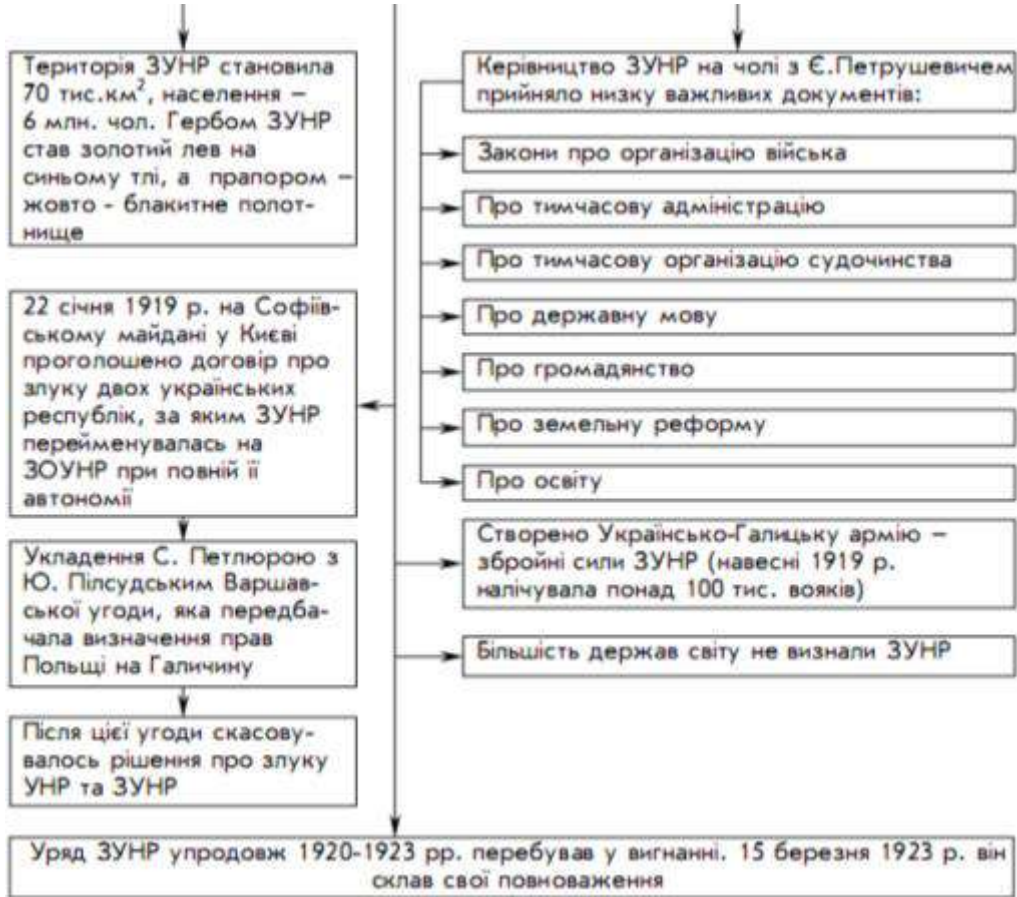 Територія ЗУНР становила
70 тис.км², населення –
6 млн. чол. Гербом ЗУНР
став золотий лев на
синьому тлі, а прапором –
жовто - блакитне полот-
нище
22 січня 1919 р. на Софіїв-
ському майдані у Києві
проголошено договір про
злуку двох українських
республік, за яким ЗУНР
перейменувалась на
ЗОУНР при повній її
автономії
Укладення С. Петлюрою з
Ю. Пілсудським Варшав-
ської угоди, яка передба-
чала визначення прав
Польщі на Галичину
Після цієї угоди скасову-
валось рішення про злуку
УНР та ЗУНР
Керівництво ЗУНР на чолі з Є.Петрушевичем
прийняло низку важливих документів:
Закони про організацію війська
Про тимчасову адміністрацію
Про тимчасову організацію судочинства
Про державну мову
Про громадянство
Про земельну реформу
Про освіту
Створено Українсько-Галицьку армію –
збройні сили ЗУНР (навесні 1919 р.
налічувала понад 100 тис. вояків)
Більшість держав світу не визнали ЗУНР
Уряд ЗУНР упродовж 1920-1923 рр. перебував у вигнанні. 15 березня 1923 р. він
склав свої повноваження